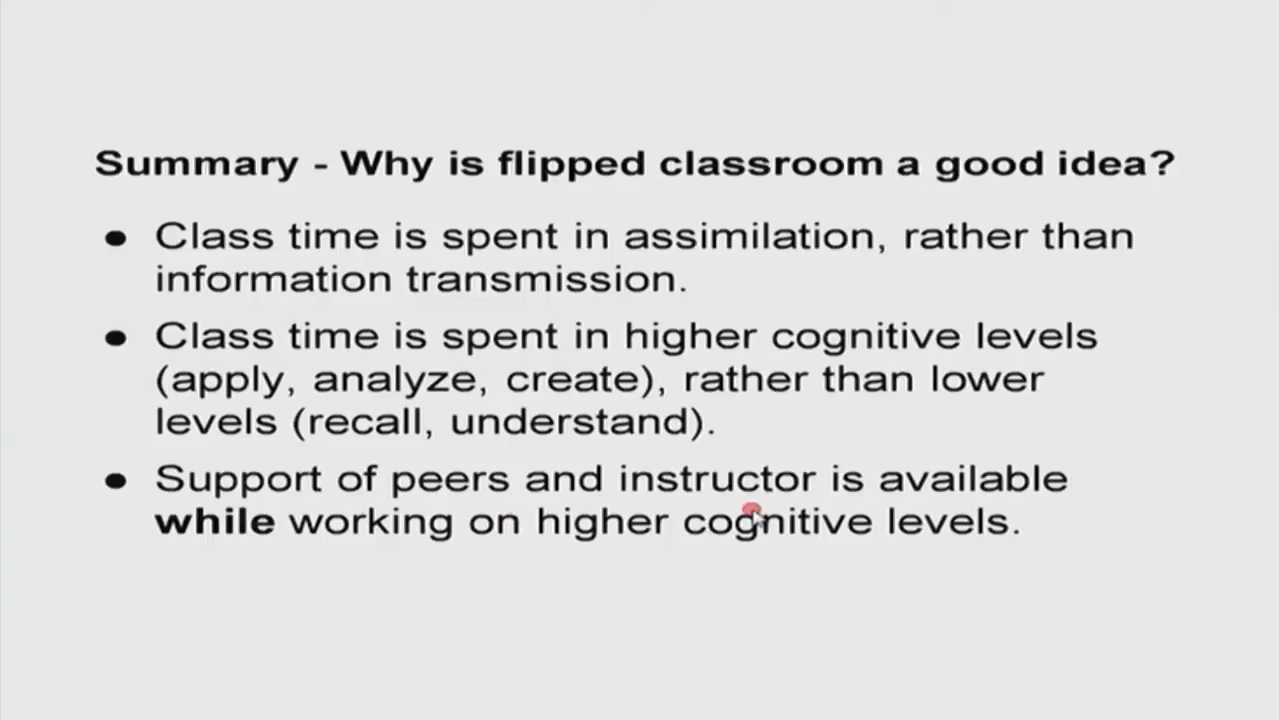 Summary - Why is flipped classroom a good idea?
● Class time is spent in assimilation, rather than
information transmission.
● Class time is spent in higher cognitive levels
(apply, analyze, create), rather than lower
levels (recall, understand).
● Support of peers and instructor is available
while working on higher cognitive levels.